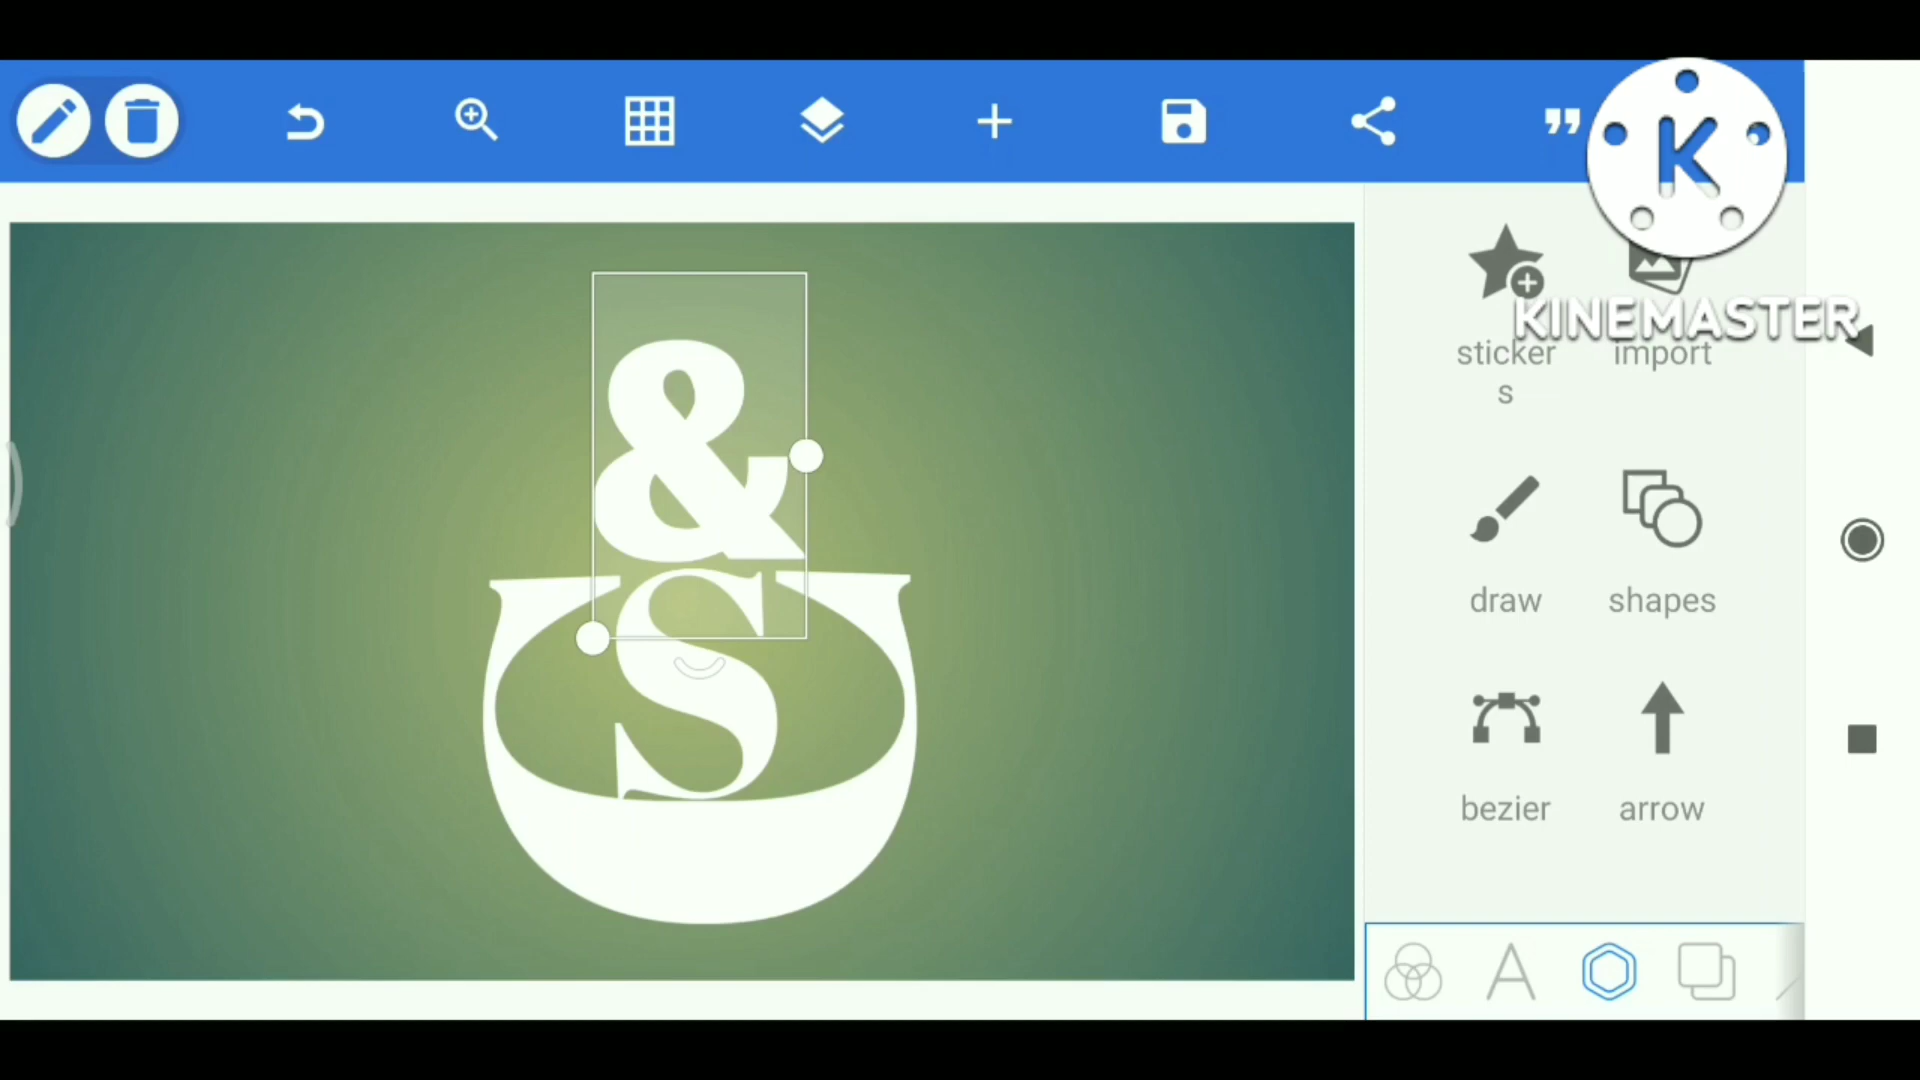 K
KINEMASTER
sticker
s
import
&
S
draw
shapes
bezier
arrow
A